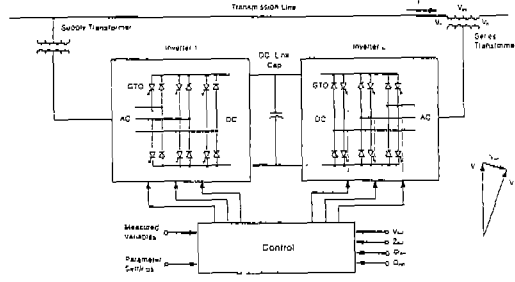 Transmission Line
Supply Transformer
Series
Transformer
Inverter 1
DC Link
Cap
Inverter 2
GTO
GTO
AC
DC
DC
AC
V
V
Measured
Variables
Parameter
Settings
Control